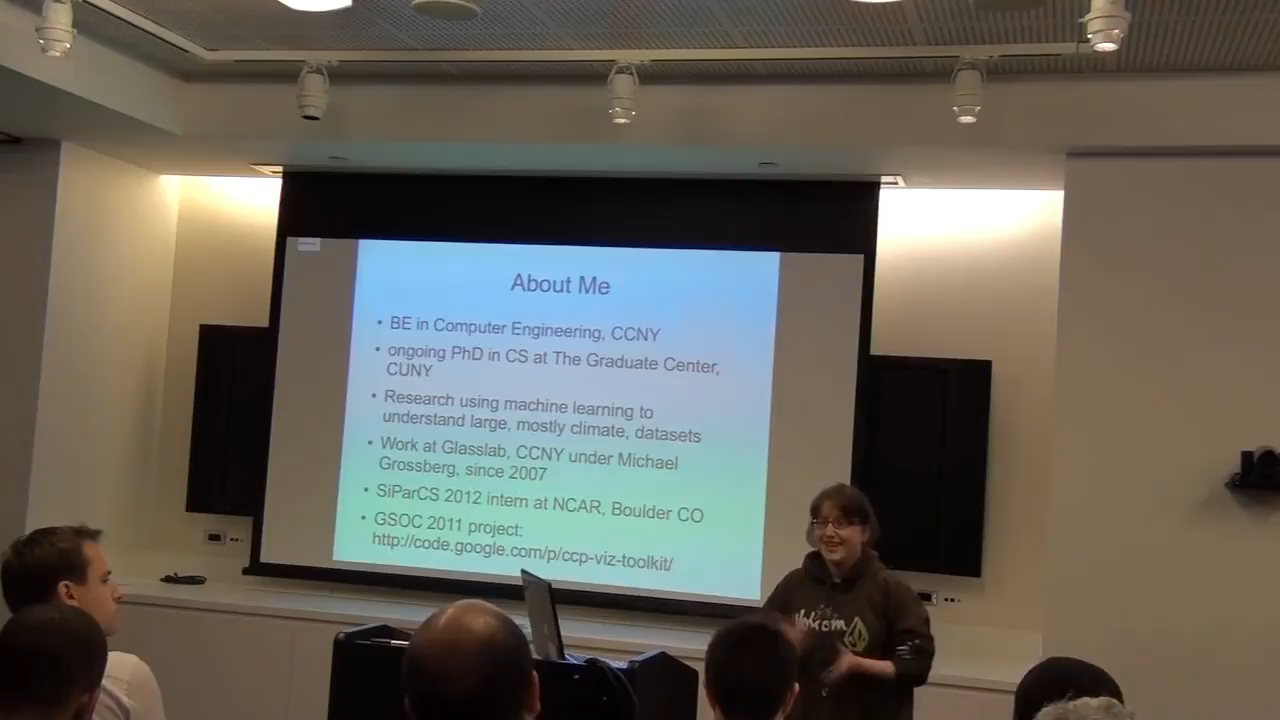 About Me
• BE in Computer Engineering, CCNY
• ongoing PhD in CS at The Graduate Center,
CUNY
• Research using machine learning to
understand large, mostly climate, datasets
• Work at Glasslab, CCNY under Michael
Grossberg, since 2007
• SiParCS 2012 intern at NCAR, Boulder CO
• GSOC 2011 project:
http://code.google.com/p/ccp-viz-toolkit/
Volcom